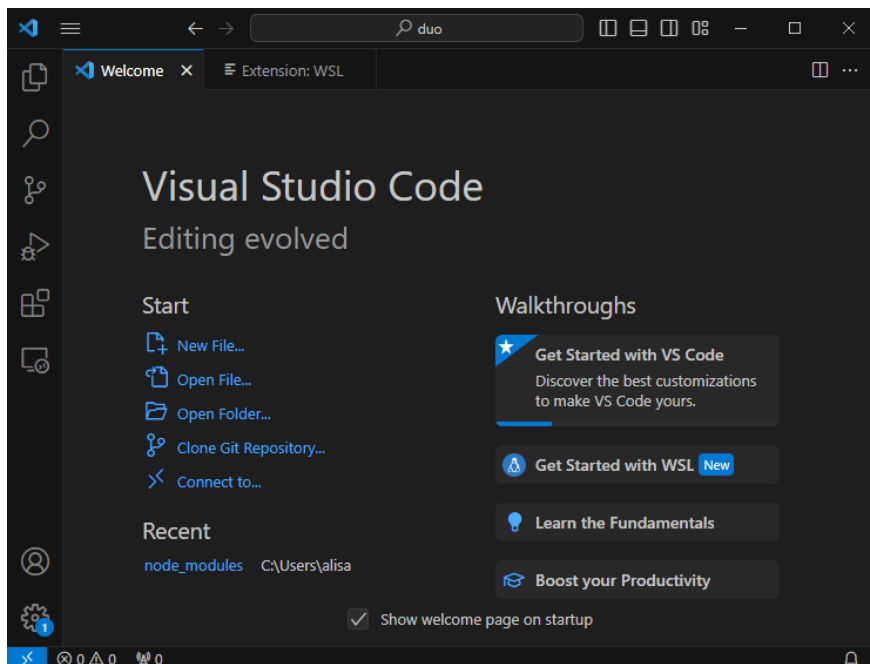 duo
Welcome
Extension: WSL
Visual Studio Code
Editing evolved
Start
New File...
Open File...
Open Folder...
Clone Git Repository...
Connect to...
Recent
node_modules C:\Users\alisa
Walkthroughs
Get Started with VS Code
Discover the best customizations
to make VS Code yours.
Get Started with WSL New
Learn the Fundamentals
Boost your Productivity
Show welcome page on startup
1
0 0 0